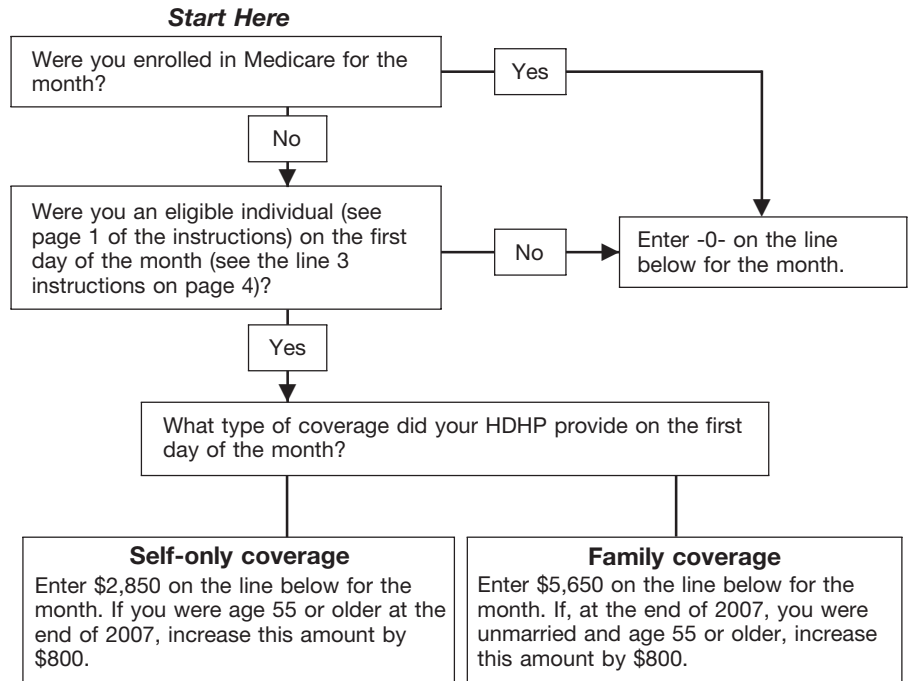 Start Here
Were you enrolled in Medicare for the
month?
Yes
No
Were you an eligible individual (see
page 1 of the instructions) on the first
day of the month (see the line 3
instructions on page 4)?
No
Enter -0- on the line
below for the month.
Yes
What type of coverage did your HDHP provide on the first
day of the month?
Self-only coverage
Enter $2,850 on the line below for the
month. If you were age 55 or older at the
end of 2007, increase this amount by
$800.
Family coverage
Enter $5,650 on the line below for the
month. If, at the end of 2007, you were
unmarried and age 55 or older, increase
this amount by $800.